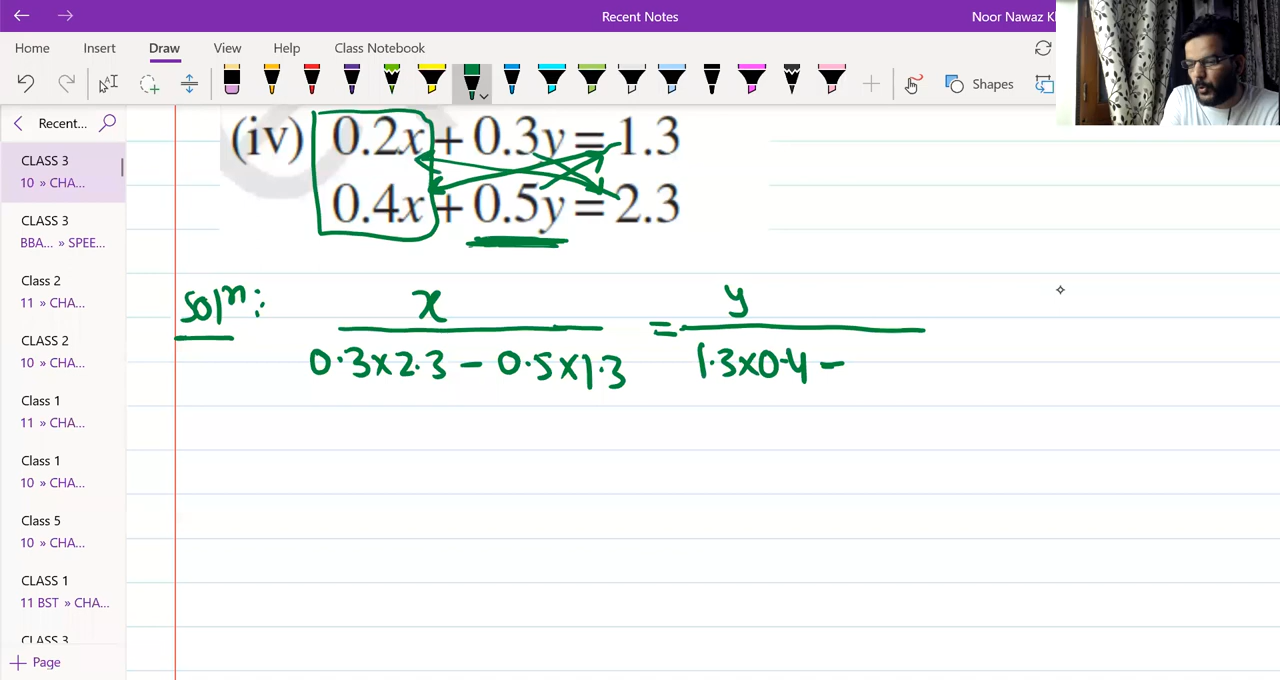 Recent Notes
Noor Nawaz K
Home Insert Draw View Help Class Notebook
Shapes
Recent...
CLASS 3
10 » CHA...
CLASS 3
BBA... » SPEE...
Class 2
11 » CHA...
CLASS 2
10 » CHA...
Class 1
11 » CHA...
Class 1
10 » CHA...
Class 5
10 » CHA...
CLASS 1
11 BST » CHA...
CLASS 3
Page
(iv) 0.2x + 0.3y = 1.3
0.4x + 0.5y = 2.3
Solⁿ: x / 0.3×2.3 − 0.5×1.3 = y / 1.3×0.4 −